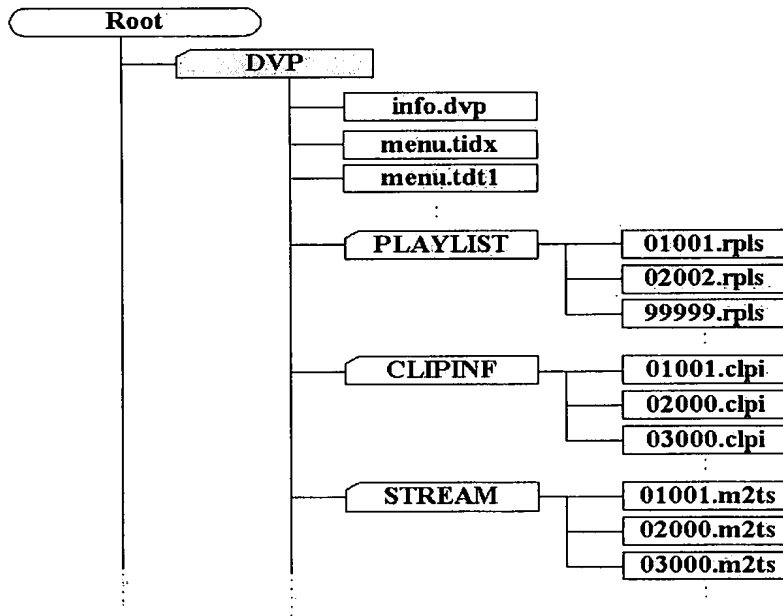 Root
DVP
info.dvp
menu.tidx
menu.tdt1
PLAYLIST
01001.rpls
02002.rpls
99999.rpls
CLIPINF
01001.clpi
02000.clpi
03000.clpi
STREAM
01001.m2ts
02000.m2ts
03000.m2ts